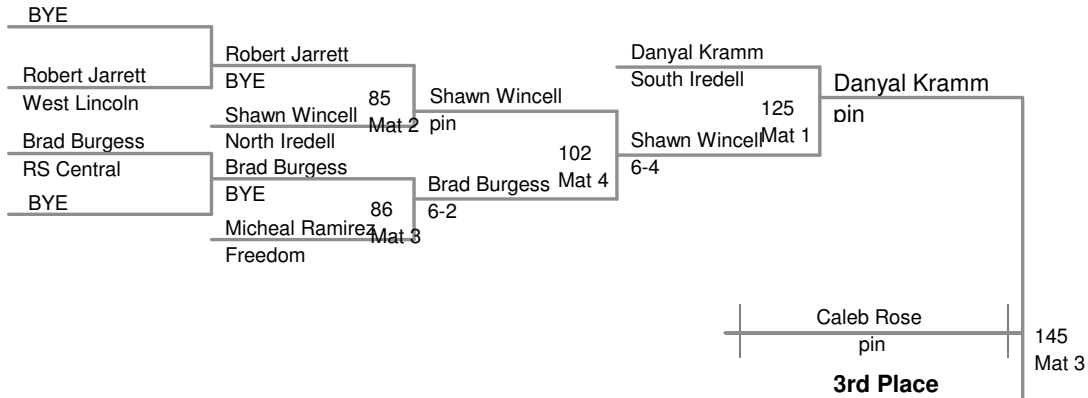 BYE
Robert Jarrett
West Lincoln
Brad Burgess
RS Central
BYE
Robert Jarrett
BYE
85
Mat 2
Shawn Wincell
North Iredell
Brad Burgess
BYE
86
Mat 3
Micheal Ramirez
Freedom
Shawn Wincell
pin
102
Mat 4
Brad Burgess
6-2
Danyal Kramm
South Iredell
125
Mat 1
Shawn Wincell
6-4
Danyal Kramm
pin
Caleb Rose
pin
3rd Place
145
Mat 3